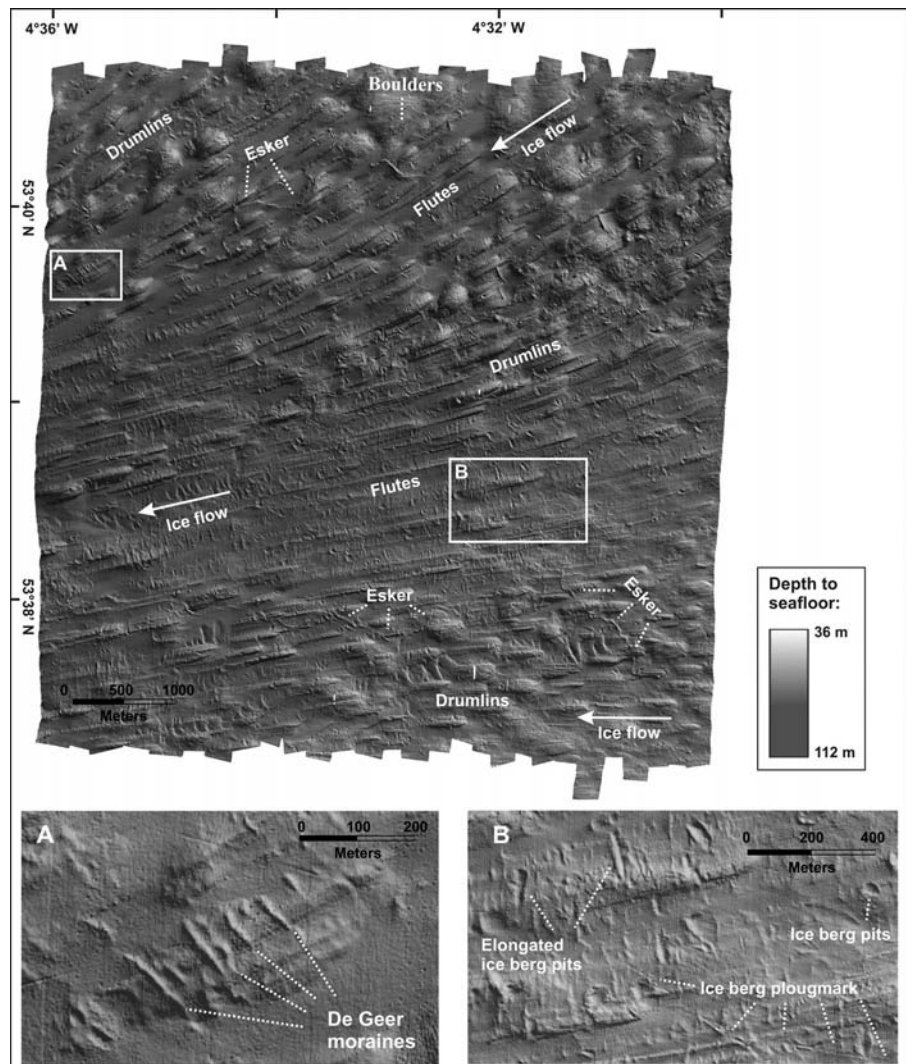 4°36' W
4°32' W
Boulders
Drumlins
Ice flow
Esker
Flutes
53°40' N
A
Drumlins
B
Flutes
Ice flow
53°38' N
Esker
Esker
Depth to
seafloor:
36 m
112 m
0 500 1000
Meters
Drumlins
Ice flow
A
0 100 200
Meters
De Geer
moraines
B
0 200 400
Meters
Elongated
ice berg pits
Ice berg pits
Ice berg plougmark